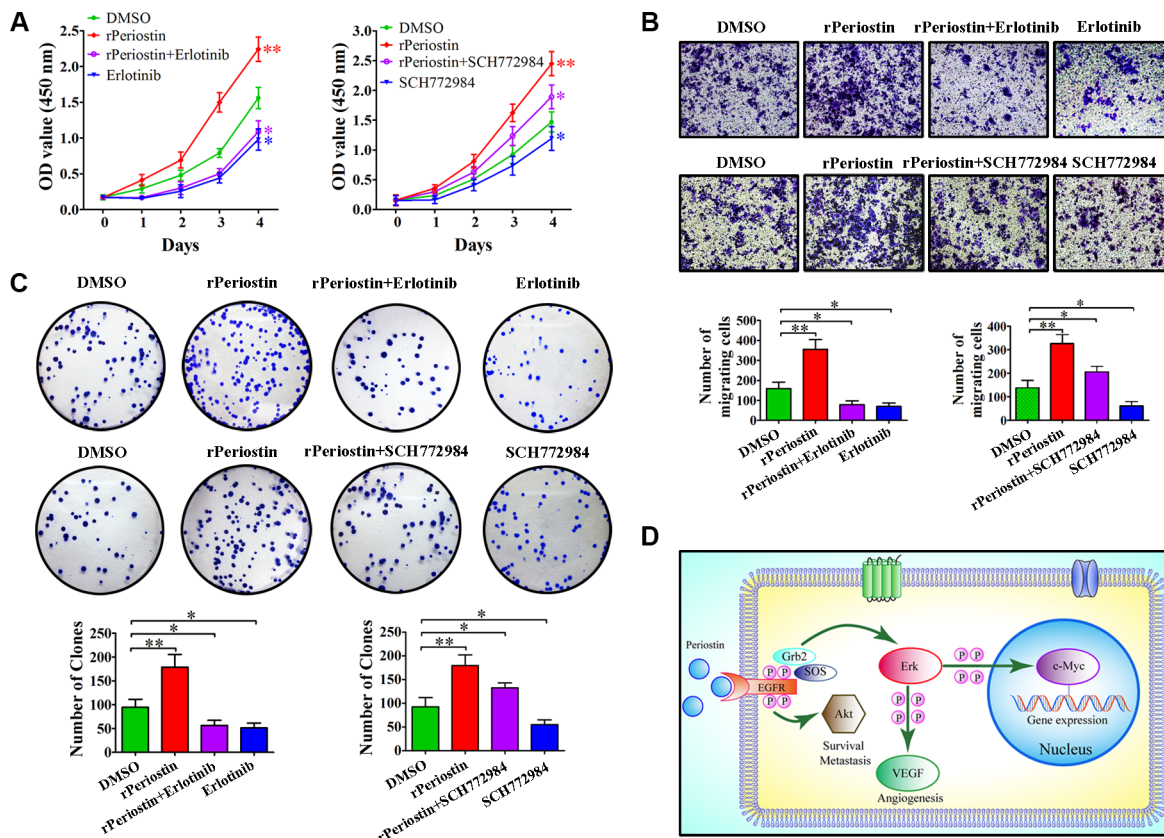 A
DMSO
rPeriostin
rPeriostin+Erlotinib
Erlotinib
OD value (450 nm)
2.5
2.0
1.5
1.0
0.5
0.0
**
*
*
0 1 2 3 4
Days
DMSO
rPeriostin
rPeriostin+SCH772984
SCH772984
OD value (450 nm)
3.0
2.5
2.0
1.5
1.0
0.5
0.0
**
*
*
0 1 2 3 4
Days
B
DMSO rPeriostin rPeriostin+Erlotinib Erlotinib
DMSO rPeriostin rPeriostin+SCH772984 SCH772984
Number of
migrating cells
500
400
300
200
100
0
*
*
**
DMSO
rPeriostin
rPeriostin+Erlotinib
Erlotinib
Number of
migrating cells
400
300
200
100
0
*
*
**
DMSO
rPeriostin
rPeriostin+SCH772984
SCH772984
C
DMSO rPeriostin rPeriostin+Erlotinib Erlotinib
DMSO rPeriostin rPeriostin+SCH772984 SCH772984
Number of Clones
250
200
150
100
50
0
*
*
**
DMSO
rPeriostin
rPeriostin+Erlotinib
Erlotinib
Number of Clones
250
200
150
100
50
0
*
*
**
DMSO
rPeriostin
rPeriostin+SCH772984
SCH772984
D
Periostin
Grb2
SOS
P P
EGFR
P P
Akt
Survival
Metastasis
Erk
P P
P P
P P
P P
VEGF
Angiogenesis
c-Myc
Gene expression
Nucleus